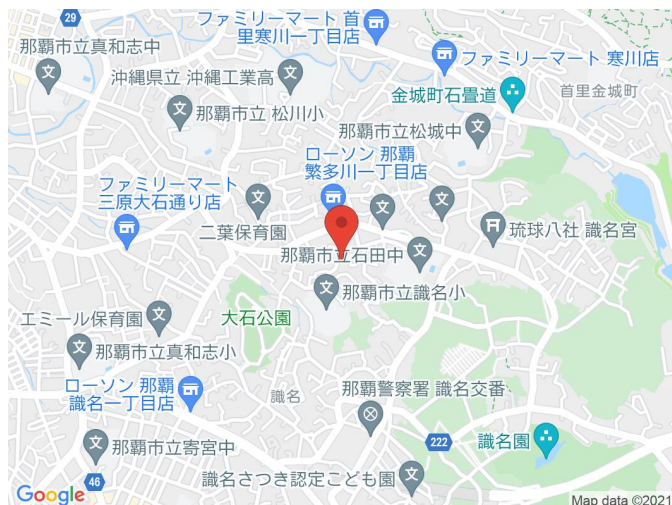 29
ファミリーマート 首
里寒川一丁目店
那覇市立真和志中
沖縄県立 沖縄工業高
ファミリーマート 寒川店
金城町石畳道
首里金城町
那覇市立 松川小
那覇市立松城中
ローソン 那覇
繁多川一丁目店
ファミリーマート
三原大石通り店
二葉保育園
琉球八社 識名宮
那覇市立石田中
那覇市立識名小
大石公園
エミール保育園
那覇市立真和志小
ローソン 那覇
識名一丁目店
識名
那覇警察署 識名交番
222
識名園
那覇市立寄宮中
46
識名さつき認定こども園
Google
Map data ©2021